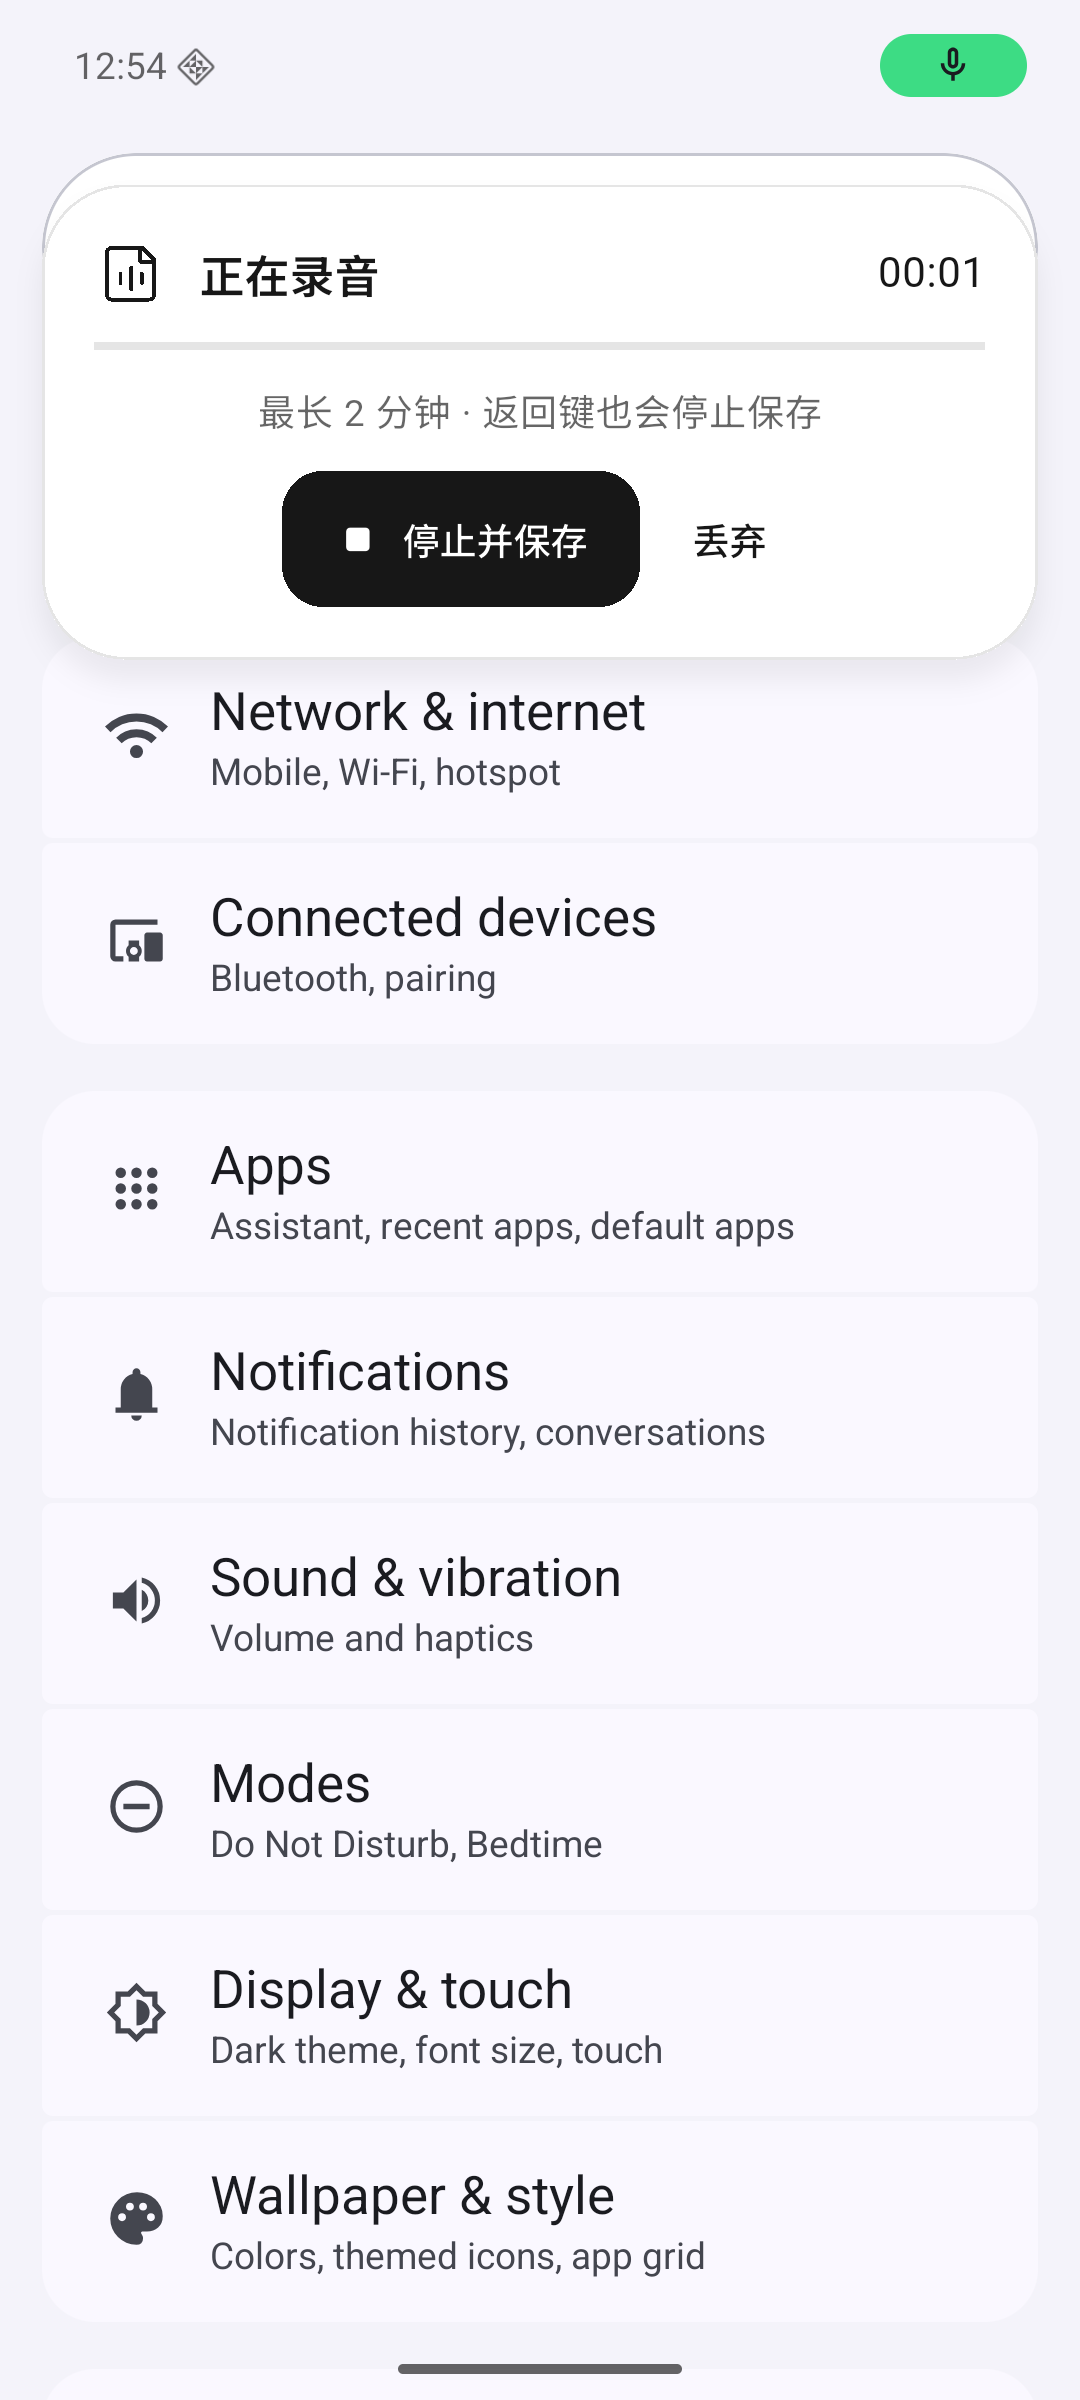 12:54
正在录音
00:01
最长 2 分钟 · 返回键也会停止保存
停止并保存
丢弃
Network & internet
Mobile, Wi-Fi, hotspot
Connected devices
Bluetooth, pairing
Apps
Assistant, recent apps, default apps
Notifications
Notification history, conversations
Sound & vibration
Volume and haptics
Modes
Do Not Disturb, Bedtime
Display & touch
Dark theme, font size, touch
Wallpaper & style
Colors, themed icons, app grid